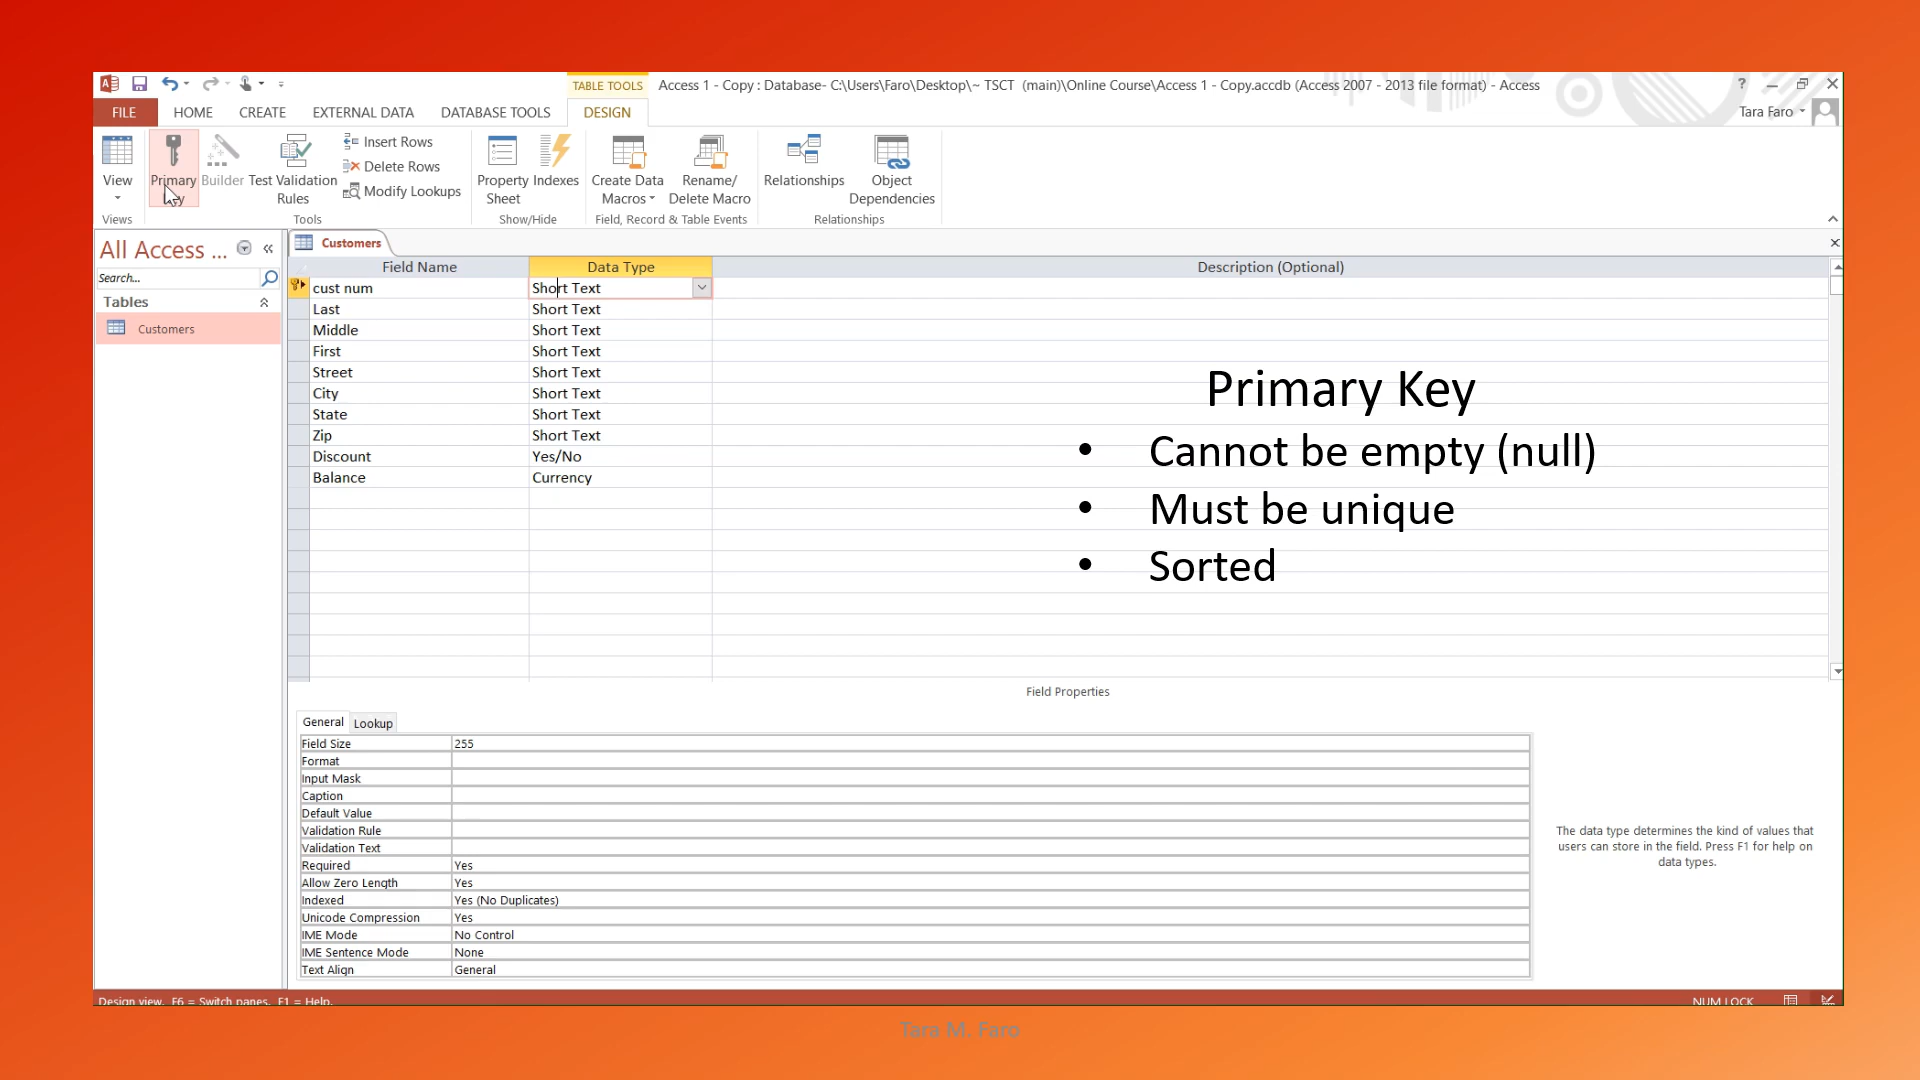 TABLE TOOLS
Access 1 - Copy : Database- C:\Users\Faro\Desktop\~ TSCT (main)\Online Course\Access 1 - Copy.accdb (Access 2007 - 2013 file format) - Access
?
FILE HOME CREATE EXTERNAL DATA DATABASE TOOLS DESIGN
Tara Faro
View
Views
Primary
Builder
Test Validation
Rules
Insert Rows
Delete Rows
Modify Lookups
Tools
Property
Sheet
Indexes
Show/Hide
Create Data
Macros
Rename/
Delete Macro
Field, Record & Table Events
Relationships
Object
Dependencies
Relationships
All Access ...
Search...
Tables
Customers
Customers
Field Name Data Type Description (Optional)
cust num Short Text
Last Short Text
Middle Short Text
First Short Text
Street Short Text
City Short Text
State Short Text
Zip Short Text
Discount Yes/No
Balance Currency
Primary Key
• Cannot be empty (null)
• Must be unique
• Sorted
Field Properties
General Lookup
Field Size 255
Format
Input Mask
Caption
Default Value
Validation Rule
Validation Text
Required Yes
Allow Zero Length Yes
Indexed Yes (No Duplicates)
Unicode Compression Yes
IME Mode No Control
IME Sentence Mode None
Text Align General
The data type determines the kind of values that
users can store in the field. Press F1 for help on
data types.
Design view. F6 = Switch panes. F1 = Help.
NUM LOCK
Tara M. Faro